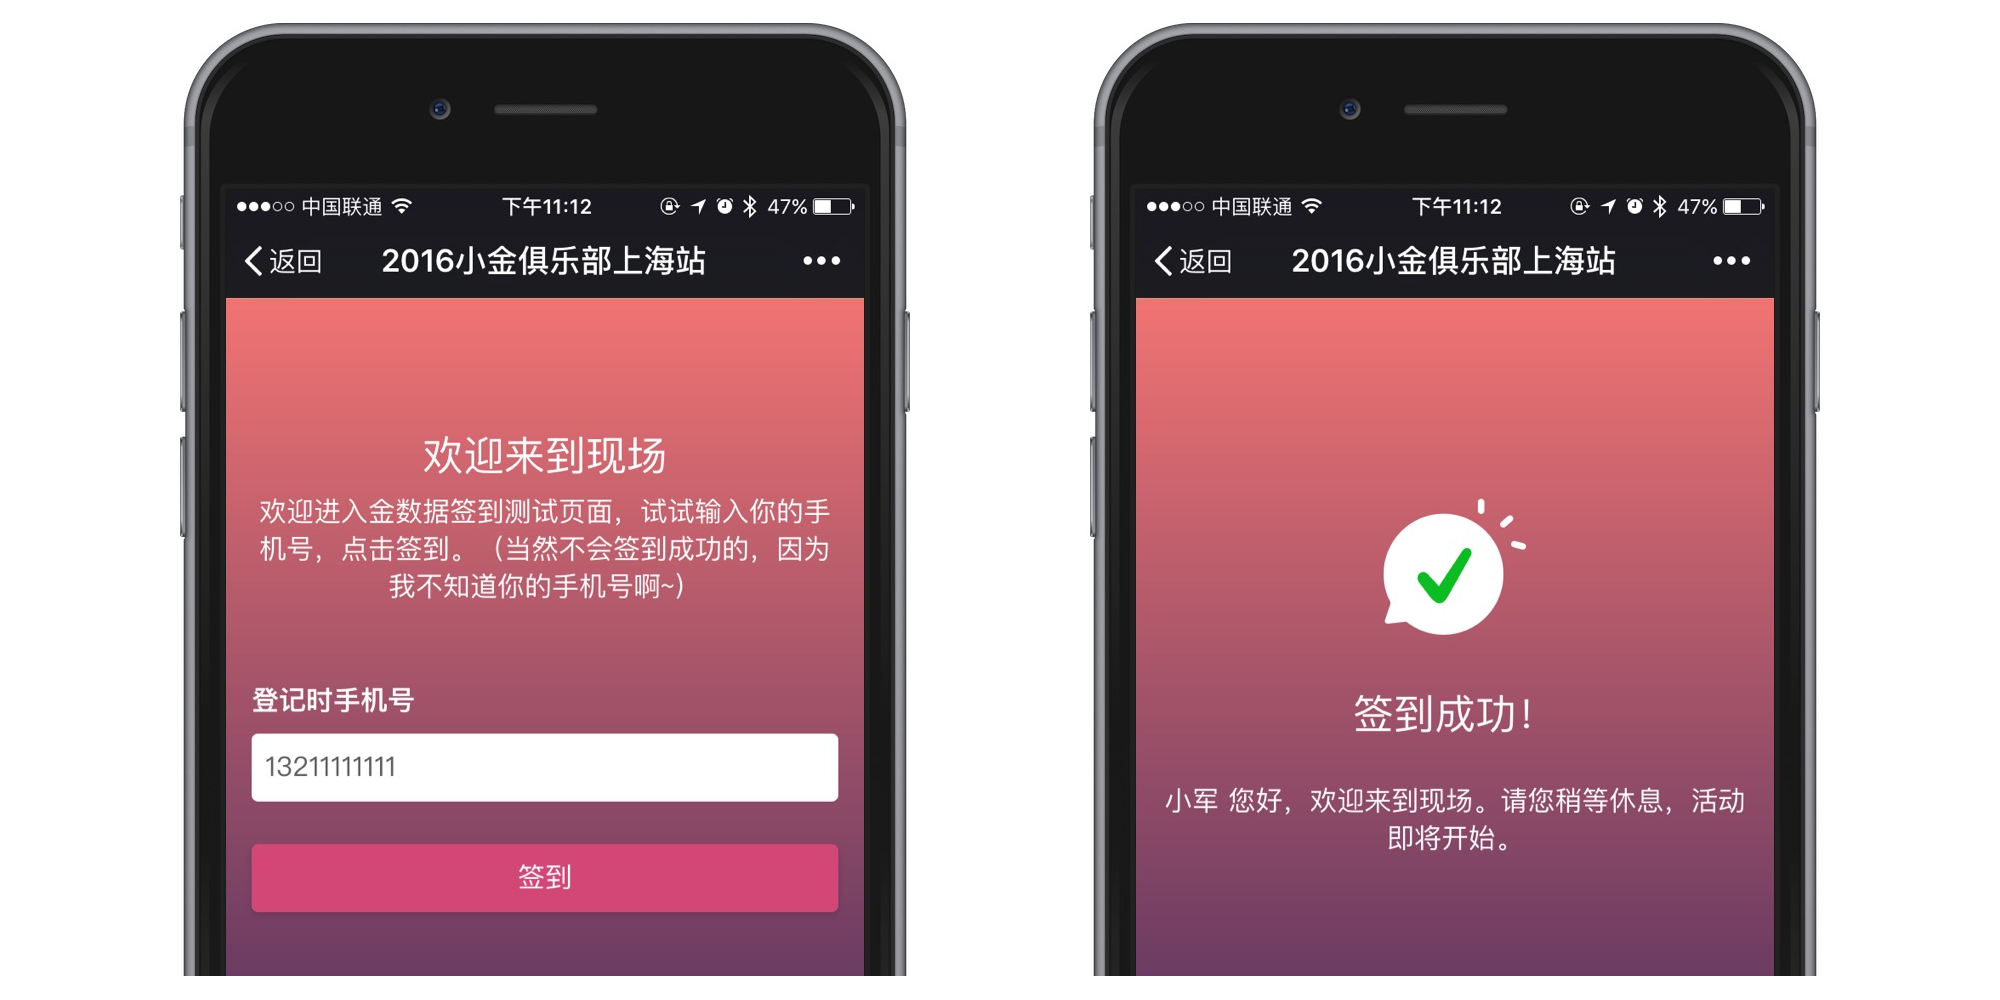 中国联通
下午11:12
47%
返回
2016小金俱乐部上海站
欢迎来到现场
欢迎进入金数据签到测试页面，试试输入你的手
机号，点击签到。（当然不会签到成功的，因为
我不知道你的手机号啊~）
登记时手机号
13211111111
签到
中国联通
下午11:12
47%
返回
2016小金俱乐部上海站
签到成功！
小军 您好，欢迎来到现场。请您稍等休息，活动
即将开始。